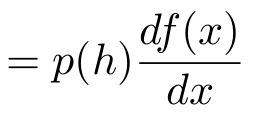 = p(h) df(x)/dx